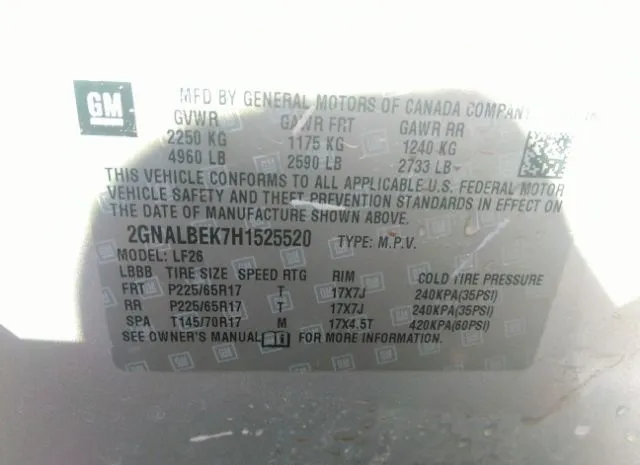 GM
MFD BY GENERAL MOTORS OF CANADA COMPANY
GVWR GAWR FRT GAWR RR
2250 KG 1175 KG 1240 KG
4960 LB 2590 LB 2733 LB
THIS VEHICLE CONFORMS TO ALL APPLICABLE U.S. FEDERAL MOTOR
VEHICLE SAFETY AND THEFT PREVENTION STANDARDS IN EFFECT ON
THE DATE OF MANUFACTURE SHOWN ABOVE.
2GNALBEK7H1525520 TYPE: M.P.V.
MODEL: LF26
LBBB TIRE SIZE SPEED RTG RIM COLD TIRE PRESSURE
FRT P225/65R17 T 17X7J 240KPA(35PSI)
RR P225/65R17 T 17X7J 240KPA(35PSI)
SPA T145/70R17 M 17X4.5T 420KPA(60PSI)
SEE OWNER'S MANUAL FOR MORE INFORMATION.
GM GM GM